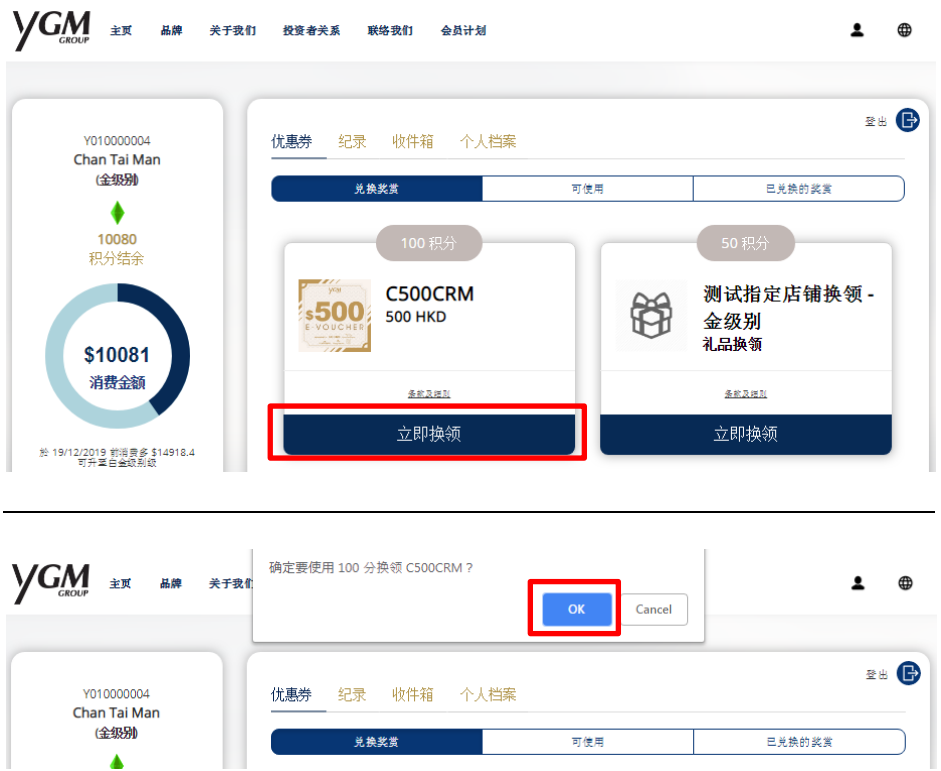 YGM
GROUP
主页 品牌 关于我们 投资者关系 联络我们 会员计划
登出
Y010000004
Chan Tai Man
(金级别)
10080
积分结余
$10081
消费金额
於 19/12/2019 前消费多 $14918.4
可升至白金级别级
优惠券 纪录 收件箱 个人档案
兑换奖赏 可使用 已兑换的奖赏
100 积分
YGM
$500
E-VOUCHER
C500CRM
500 HKD
条款及细则
立即换领
50 积分
测试指定店铺换领 -
金级别
礼品换领
条款及细则
立即换领
YGM
GROUP
主页 品牌 关于我们
确定要使用 100 分换领 C500CRM？
OK Cancel
登出
Y010000004
Chan Tai Man
(金级别)
优惠券 纪录 收件箱 个人档案
兑换奖赏 可使用 已兑换的奖赏